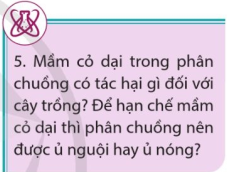 5. Mầm cỏ dại trong phân
chuồng có tác hại gì đối với
cây trồng? Để hạn chế mầm
cỏ dại thì phân chuồng nên
được ủ nguội hay ủ nóng?